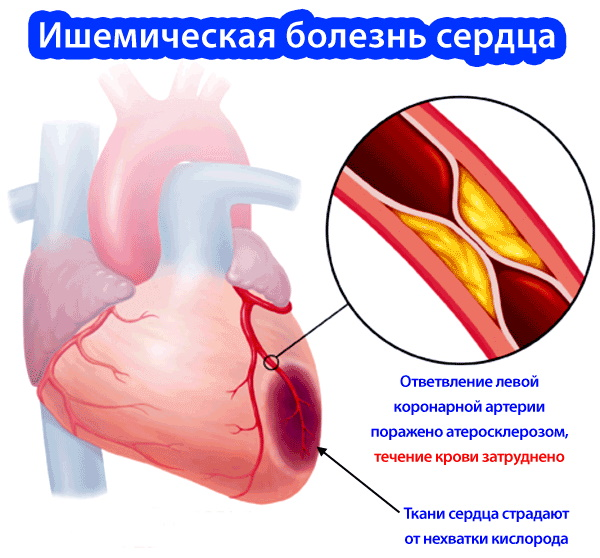 Ишемическая болезнь сердца
Ответвление левой
коронарной артерии
поражено атеросклерозом,
течение крови затруднено
Ткани сердца страдают
от нехватки кислорода